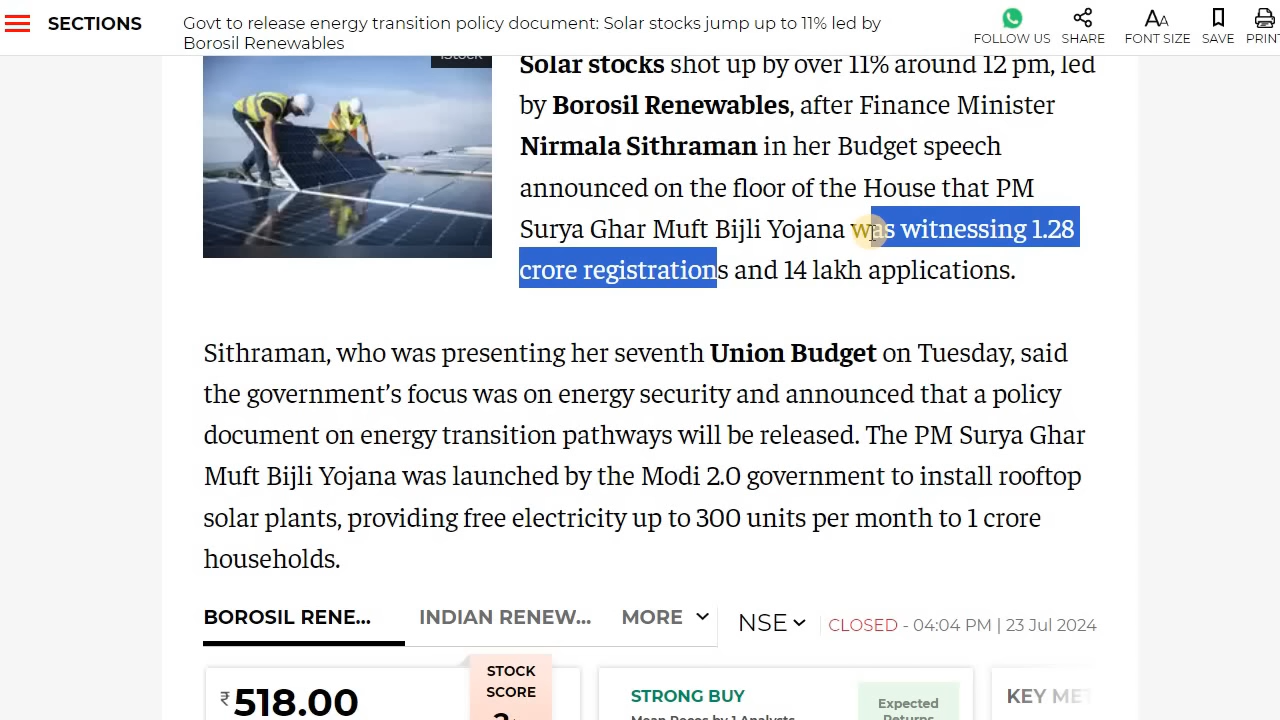 SECTIONS
Govt to release energy transition policy document: Solar stocks jump up to 11% led by
Borosil Renewables
FOLLOW US
SHARE
FONT SIZE
SAVE
PRINT
iStock
Solar stocks shot up by over 11% around 12 pm, led
by Borosil Renewables, after Finance Minister
Nirmala Sithraman in her Budget speech
announced on the floor of the House that PM
Surya Ghar Muft Bijli Yojana was witnessing 1.28
crore registrations and 14 lakh applications.
Sithraman, who was presenting her seventh Union Budget on Tuesday, said
the government's focus was on energy security and announced that a policy
document on energy transition pathways will be released. The PM Surya Ghar
Muft Bijli Yojana was launched by the Modi 2.0 government to install rooftop
solar plants, providing free electricity up to 300 units per month to 1 crore
households.
BOROSIL RENE...
INDIAN RENEW...
MORE
NSE
CLOSED - 04:04 PM | 23 Jul 2024
₹ 518.00
STOCK
SCORE
STRONG BUY
Mean Recos by 1 Analysts
Expected
Returns
KEY MET